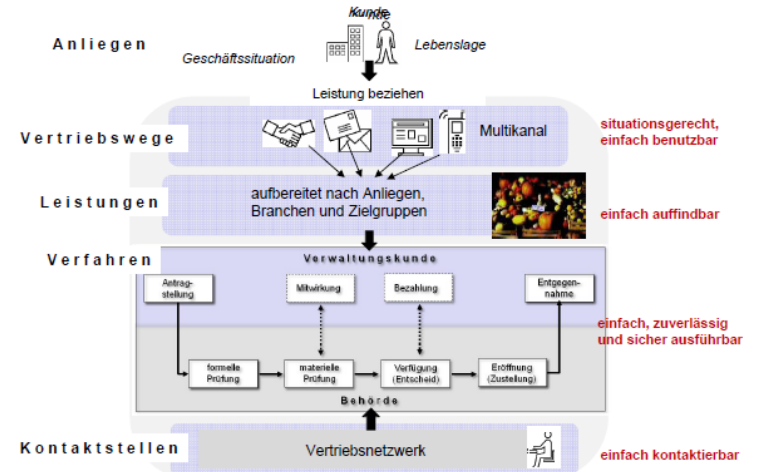 Kunde
Anliegen
Geschäftssituation
Lebenslage
Leistung beziehen
Vertriebswege
Multikanal
situationsgerecht,
einfach benutzbar
Leistungen
aufbereitet nach Anliegen,
Branchen und Zielgruppen
einfach auffindbar
Verfahren
Verwaltungskunde
Antrag-
stellung
Mitwirkung
Bezahlung
Entgegen-
nahme
einfach, zuverlässig
und sicher ausführbar
formelle
Prüfung
materielle
Prüfung
Verfügung
(Entscheid)
Eröffnung
(Zustellung)
Behörde
Kontaktstellen
Vertriebsnetzwerk
einfach kontaktierbar